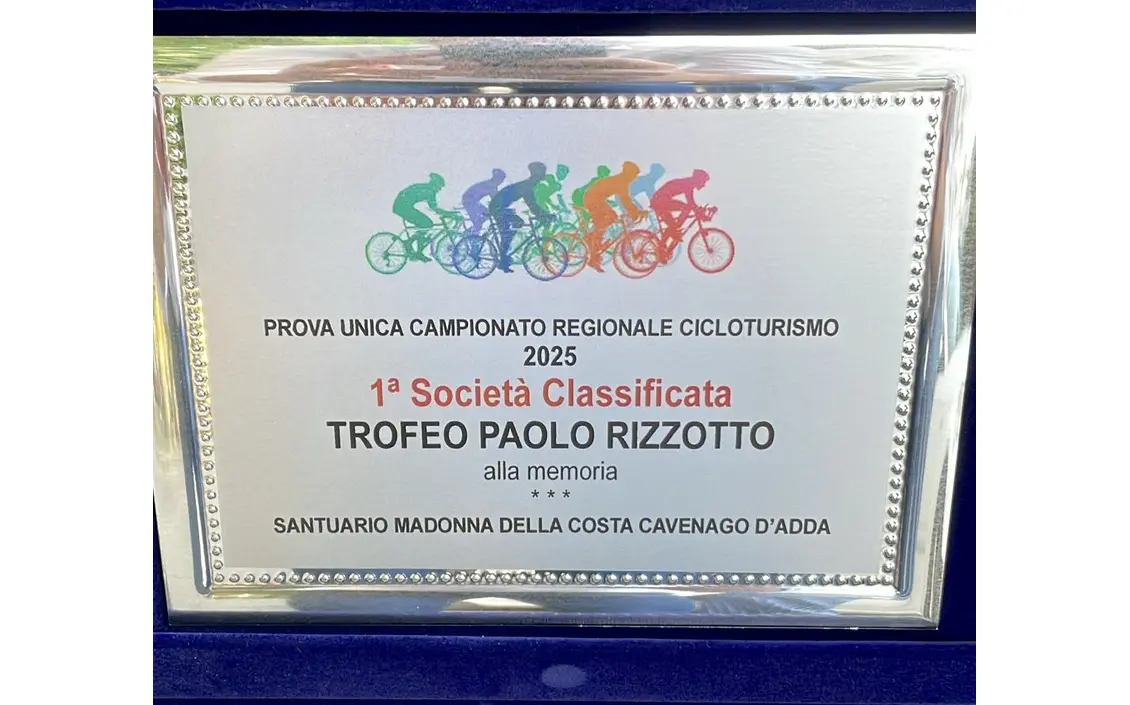 PROVA UNICA CAMPIONATO REGIONALE CICLOTURISMO
2025
1ª Società Classificata
TROFEO PAOLO RIZZOTTO
alla memoria
* * *
SANTUARIO MADONNA DELLA COSTA CAVENAGO D'ADDA